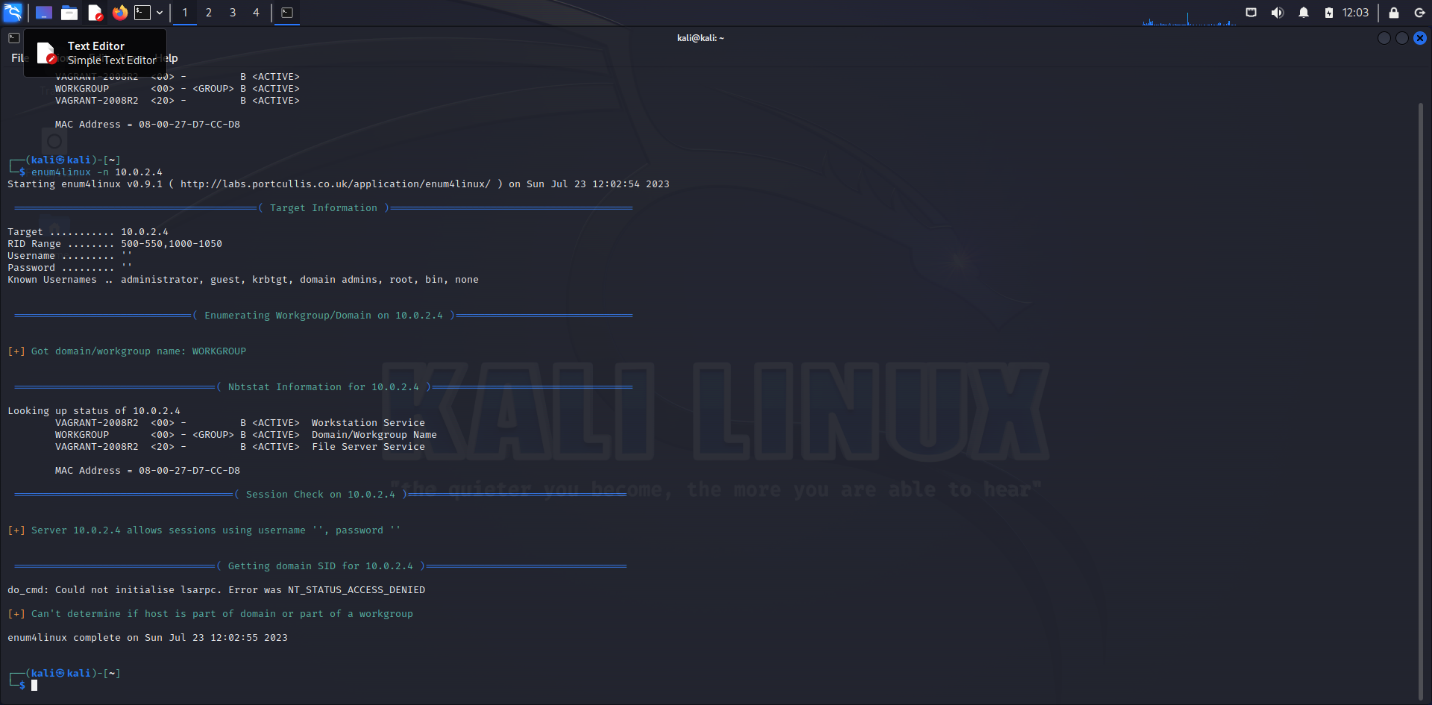 1 2 3 4 12:03
kali@kali: ~
Text Editor
Simple Text Editor
Fil Help
VAGRANT-2008R2 <00> - B <ACTIVE>
WORKGROUP <00> - <GROUP> B <ACTIVE>
VAGRANT-2008R2 <20> - B <ACTIVE>
MAC Address = 08-00-27-D7-CC-D8
┌──(kali㉿kali)-[~]
└─$ enum4linux -n 10.0.2.4
Starting enum4linux v0.9.1 ( http://labs.portcullis.co.uk/application/enum4linux/ ) on Sun Jul 23 12:02:54 2023
=========================================( Target Information )=========================================
Target ........... 10.0.2.4
RID Range ........ 500-550,1000-1050
Username ......... ''
Password ......... ''
Known Usernames .. administrator, guest, krbtgt, domain admins, root, bin, none
==============================( Enumerating Workgroup/Domain on 10.0.2.4 )==============================
[+] Got domain/workgroup name: WORKGROUP
==================================( Nbtstat Information for 10.0.2.4 )==================================
Looking up status of 10.0.2.4
VAGRANT-2008R2 <00> - B <ACTIVE> Workstation Service
WORKGROUP <00> - <GROUP> B <ACTIVE> Domain/Workgroup Name
VAGRANT-2008R2 <20> - B <ACTIVE> File Server Service
KALI LINUX
MAC Address = 08-00-27-D7-CC-D8
"the quieter you become, the more you are able to hear"
=====================================( Session Check on 10.0.2.4 )=====================================
[+] Server 10.0.2.4 allows sessions using username '', password ''
==================================( Getting domain SID for 10.0.2.4 )==================================
do_cmd: Could not initialise lsarpc. Error was NT_STATUS_ACCESS_DENIED
[+] Can't determine if host is part of domain or part of a workgroup
enum4linux complete on Sun Jul 23 12:02:55 2023
┌──(kali㉿kali)-[~]
└─$